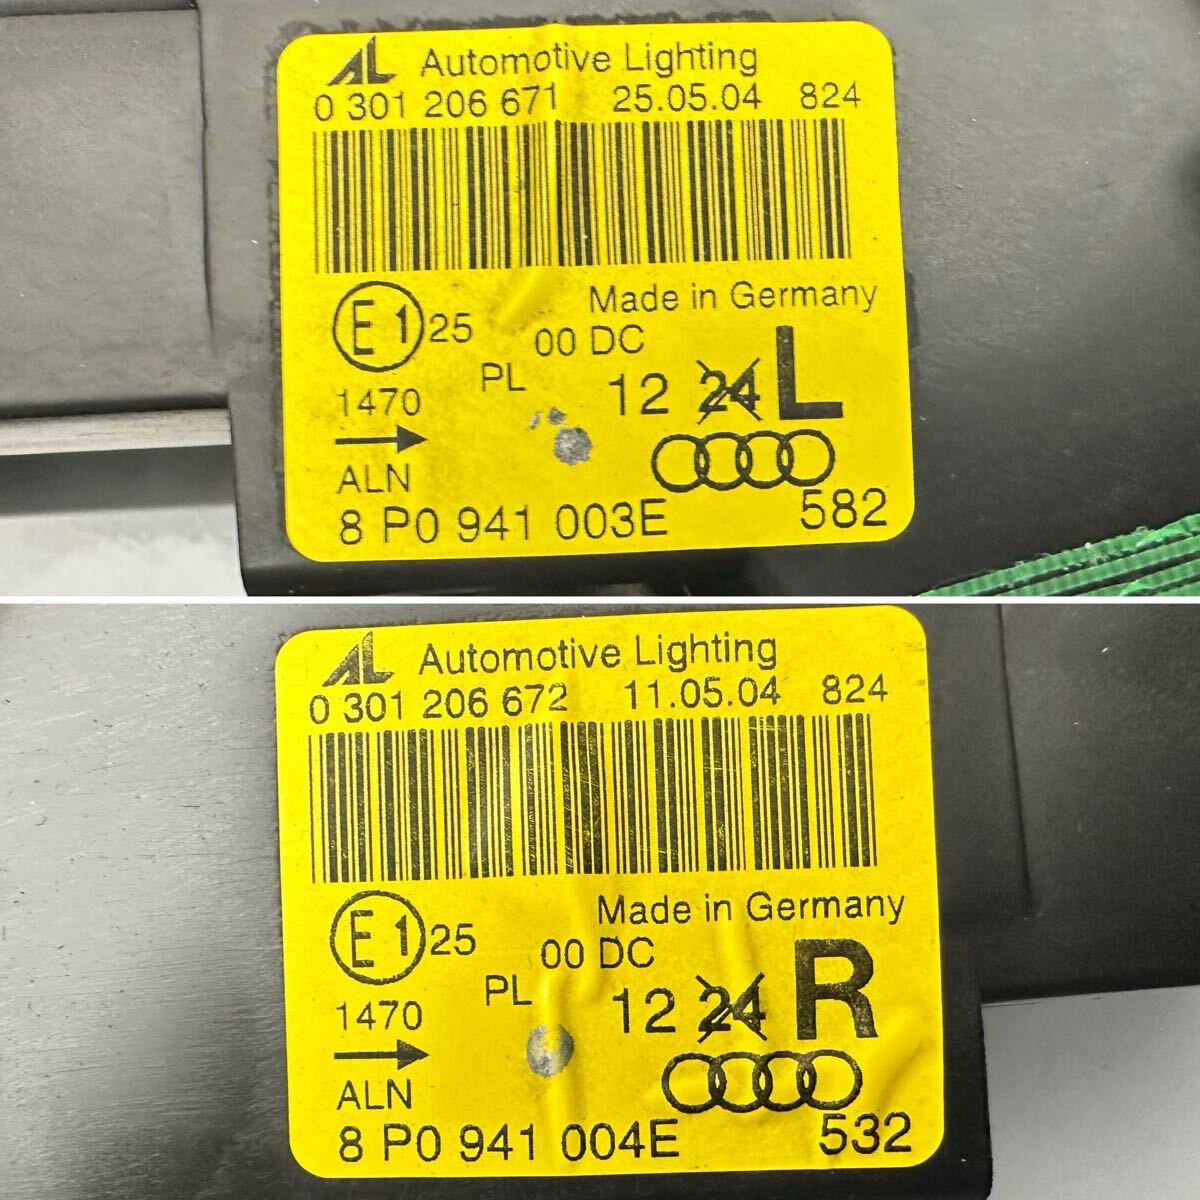 AL Automotive Lighting
0 301 206 671 25.05.04 824
Made in Germany
E1 25 00 DC
PL 12 24 L
1470
ALN
8 P0 941 003E 582
AL Automotive Lighting
0 301 206 672 11.05.04 824
Made in Germany
E1 25 00 DC
PL 12 24 R
1470
ALN
8 P0 941 004E 532